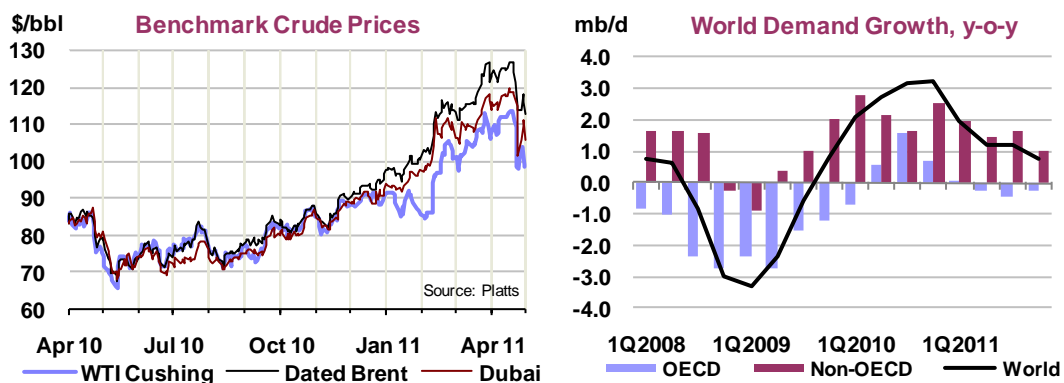 $/bbl
Benchmark Crude Prices
130
120
110
100
90
80
70
60
Source: Platts
Apr 10 Jul 10 Oct 10 Jan 11 Apr 11
WTI Cushing Dated Brent Dubai
mb/d
World Demand Growth, y-o-y
4.0
3.0
2.0
1.0
0.0
-1.0
-2.0
-3.0
-4.0
1Q2008 1Q2009 1Q2010 1Q2011
OECD Non-OECD World